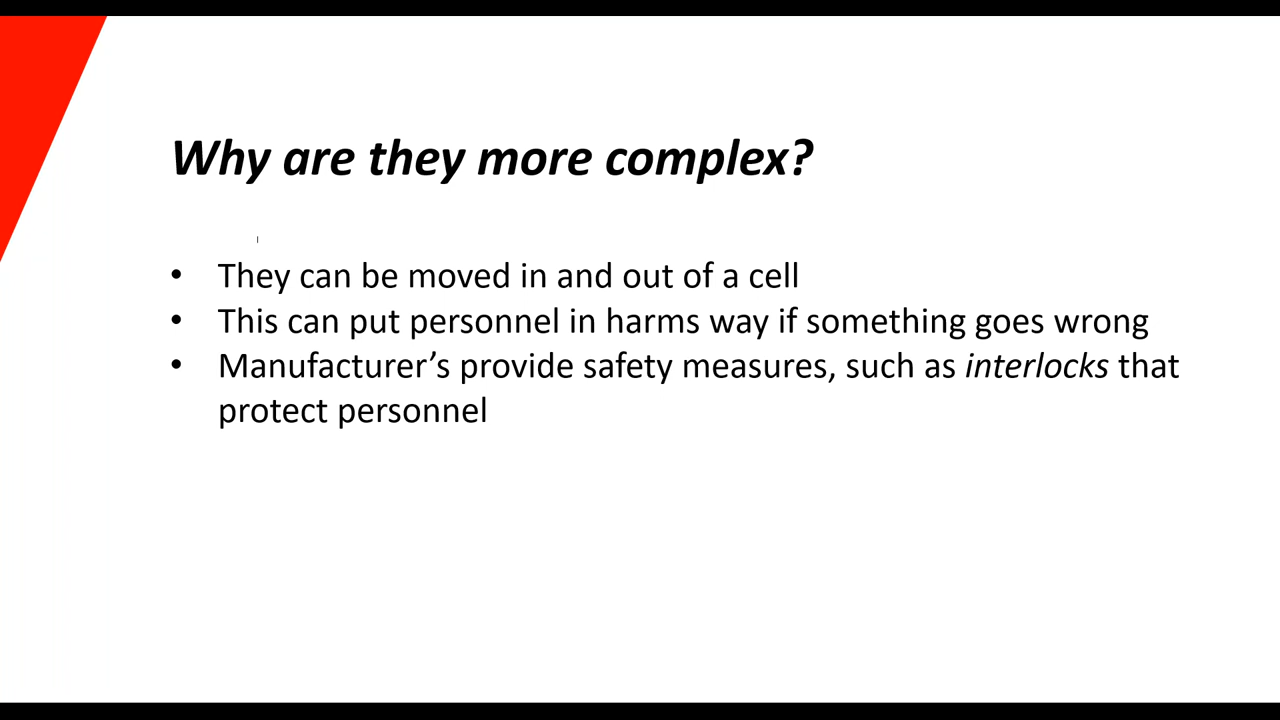 Why are they more complex?
• They can be moved in and out of a cell
• This can put personnel in harms way if something goes wrong
• Manufacturer’s provide safety measures, such as interlocks that
protect personnel